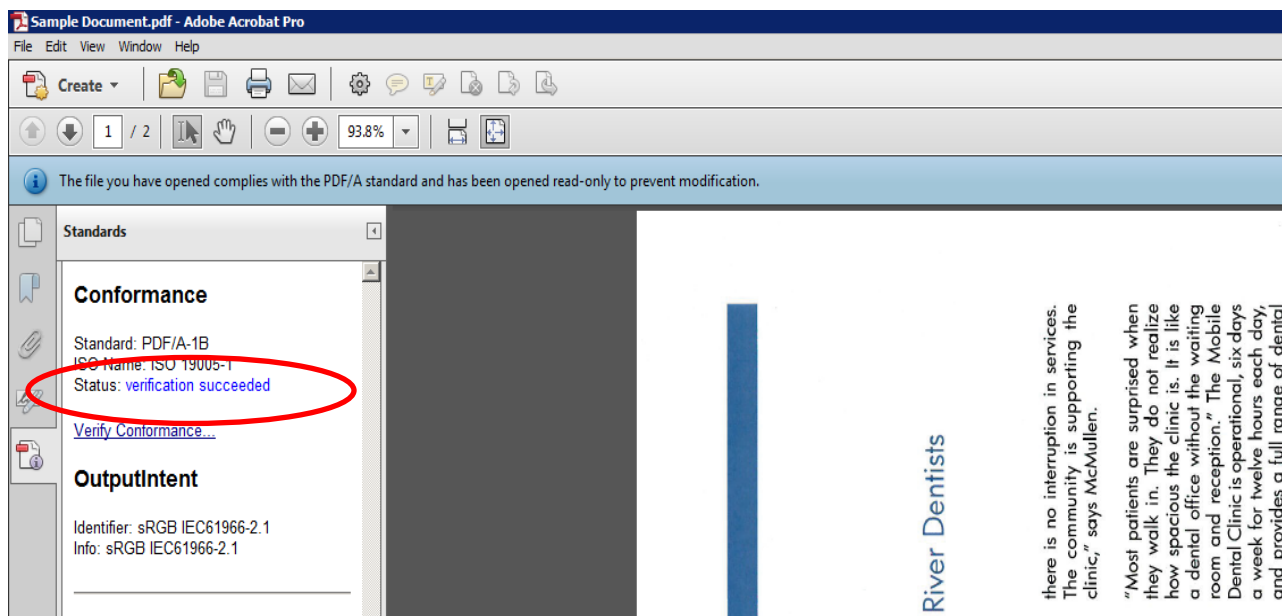 Sample Document.pdf - Adobe Acrobat Pro
File Edit View Window Help
Create
1 / 2 93.8%
The file you have opened complies with the PDF/A standard and has been opened read-only to prevent modification.
Standards
Conformance
Standard: PDF/A-1B
ISO Name: ISO 19005-1
Status: verification succeeded
Verify Conformance...
OutputIntent
Identifier: sRGB IEC61966-2.1
Info: sRGB IEC61966-2.1
River Dentists
there is no interruption in services.
The community is supporting the
clinic,” says McMullen.
“Most patients are surprised when
they walk in. They do not realize
how spacious the clinic is. It is like
a dental office without the waiting
room and reception.” The Mobile
Dental Clinic is operational, six days
a week for twelve hours each day,
and provides a full range of dental